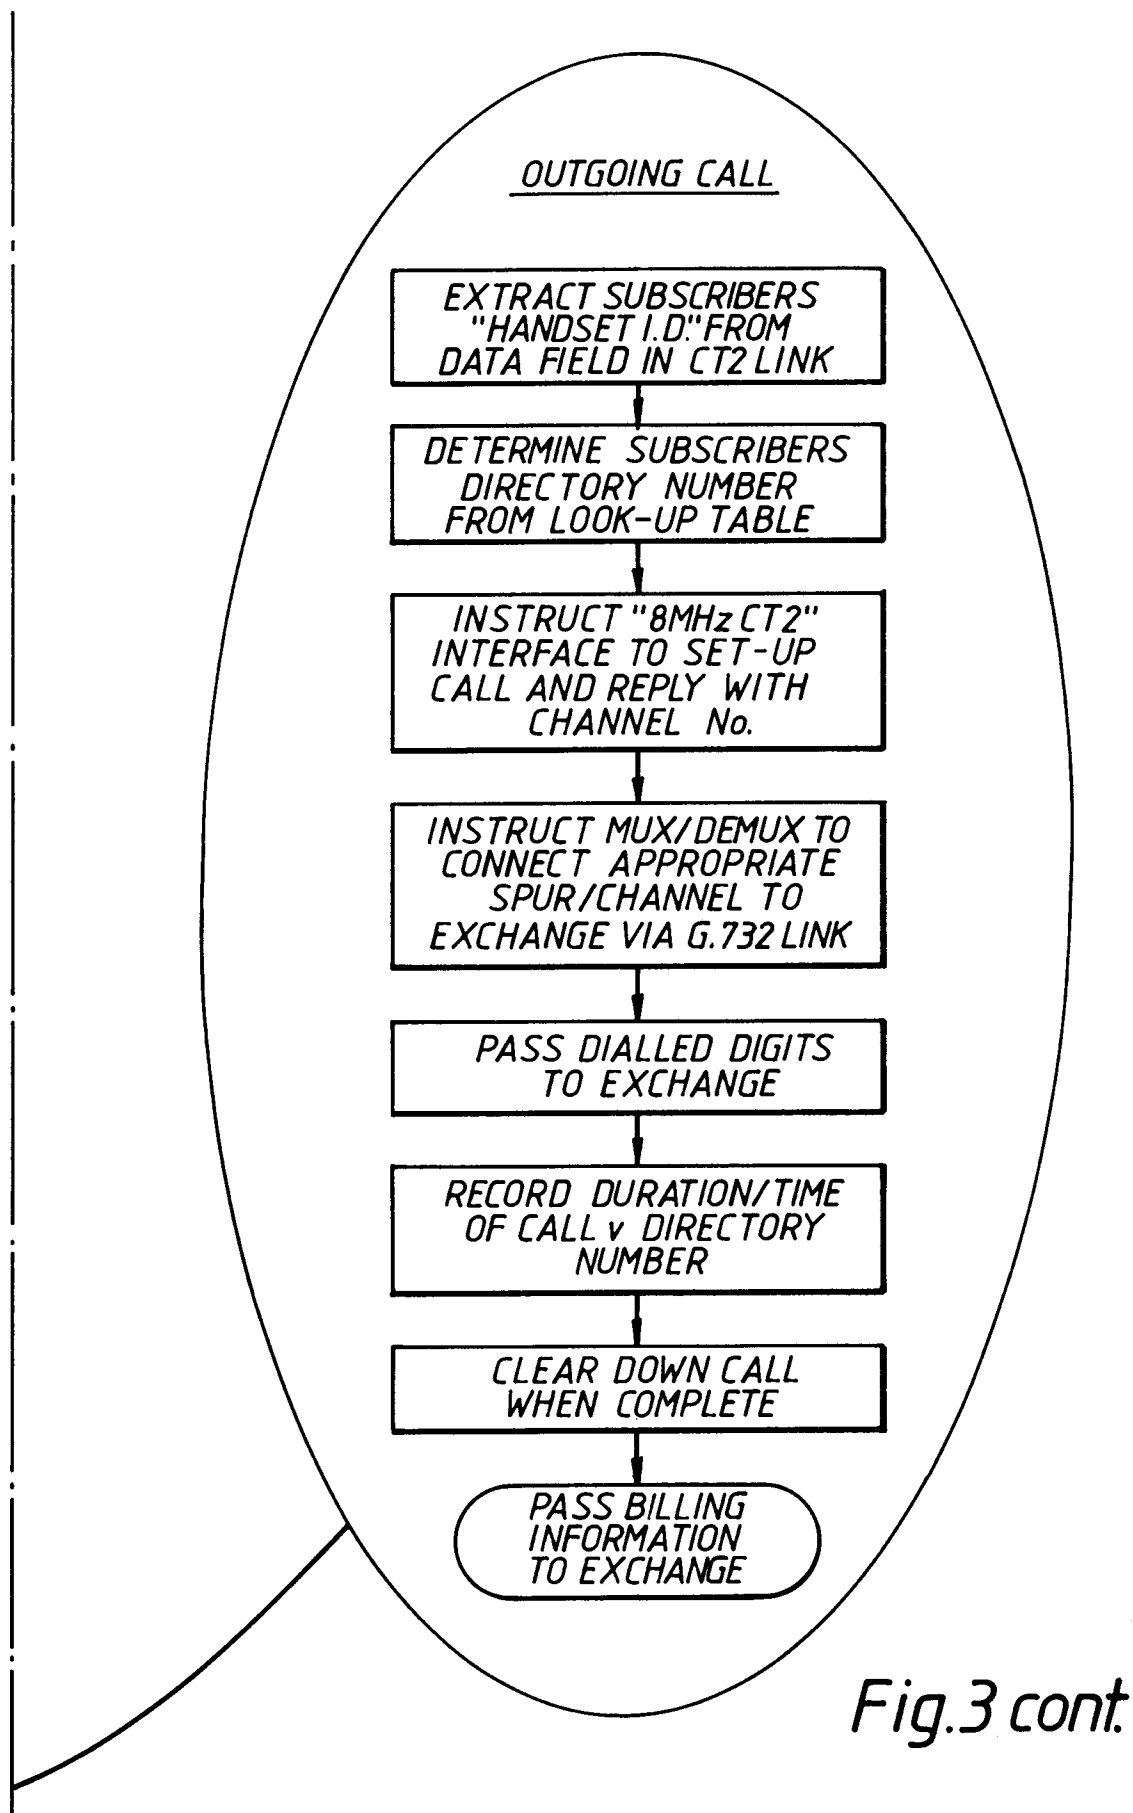 OUTGOING CALL
EXTRACT SUBSCRIBERS
"HANDSET I.D." FROM
DATA FIELD IN CT2 LINK
DETERMINE SUBSCRIBERS
DIRECTORY NUMBER
FROM LOOK-UP TABLE
INSTRUCT "8MHz CT2"
INTERFACE TO SET-UP
CALL AND REPLY WITH
CHANNEL No.
INSTRUCT MUX/DEMUX TO
CONNECT APPROPRIATE
SPUR/CHANNEL TO
EXCHANGE VIA G.732 LINK
PASS DIALLED DIGITS
TO EXCHANGE
RECORD DURATION/TIME
OF CALL v DIRECTORY
NUMBER
CLEAR DOWN CALL
WHEN COMPLETE
PASS BILLING
INFORMATION
TO EXCHANGE
Fig.3 cont.